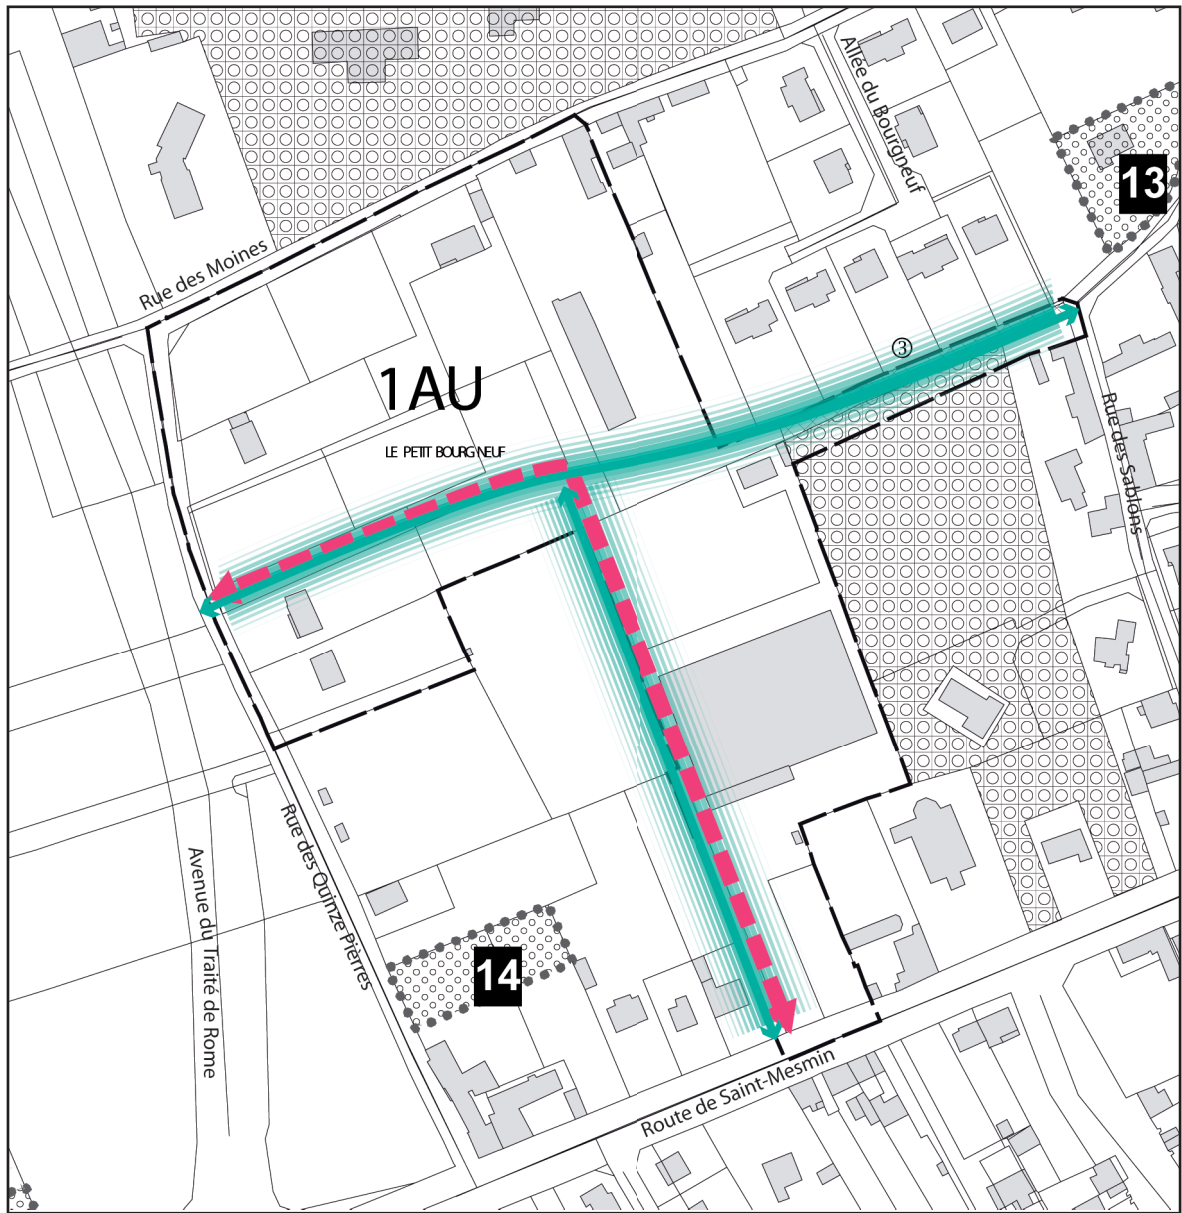 Allée du Bourgneuf
13
Rue des Moines
③
1AU
LE PETIT BOURGNEUF
Rue des Sablons
Rue des Quinze Pierres
Avenue du Traité de Rome
14
Route de Saint-Mesmin